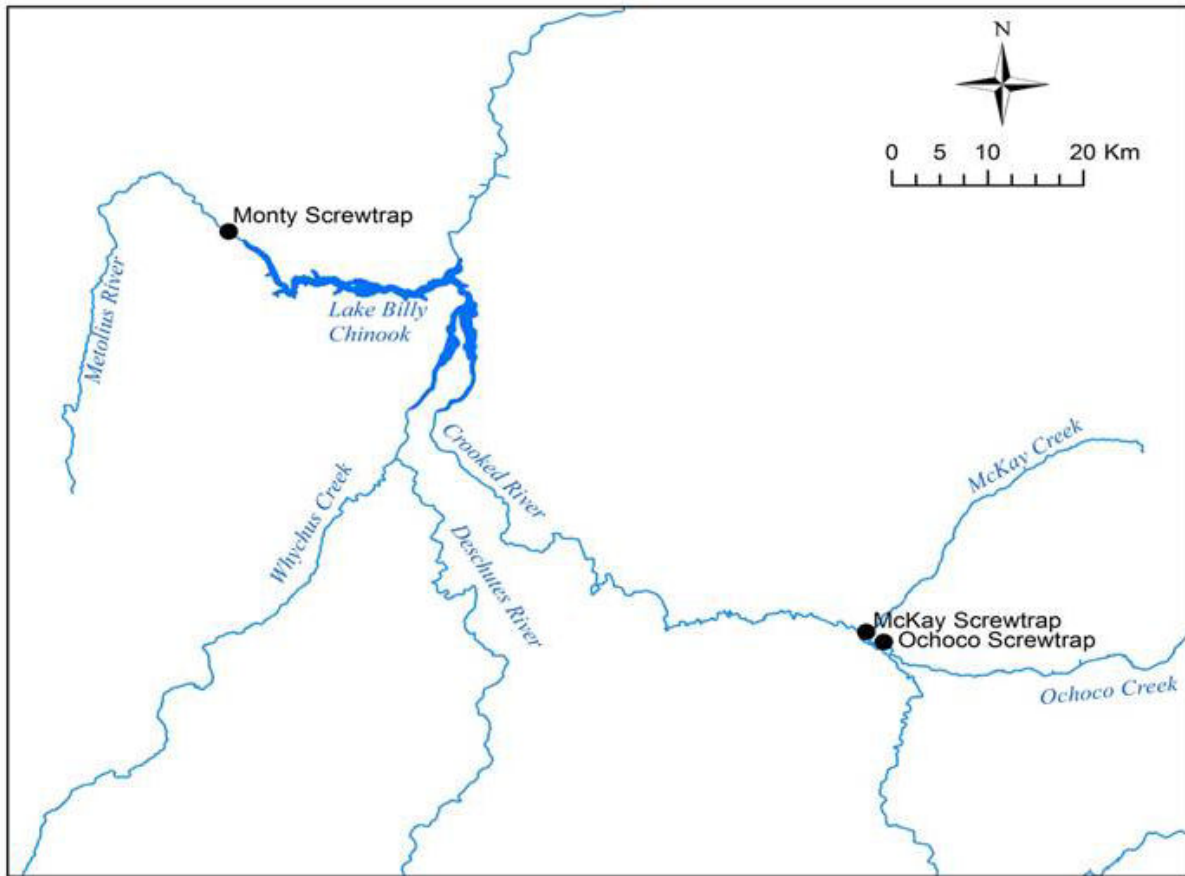 N
0 5 10 20 Km
Monty Screwtrap
Metolius River
Lake Billy
Chinook
Crooked River
McKay Creek
Whychus Creek
Deschutes River
McKay Screwtrap
Ochoco Screwtrap
Ochoco Creek